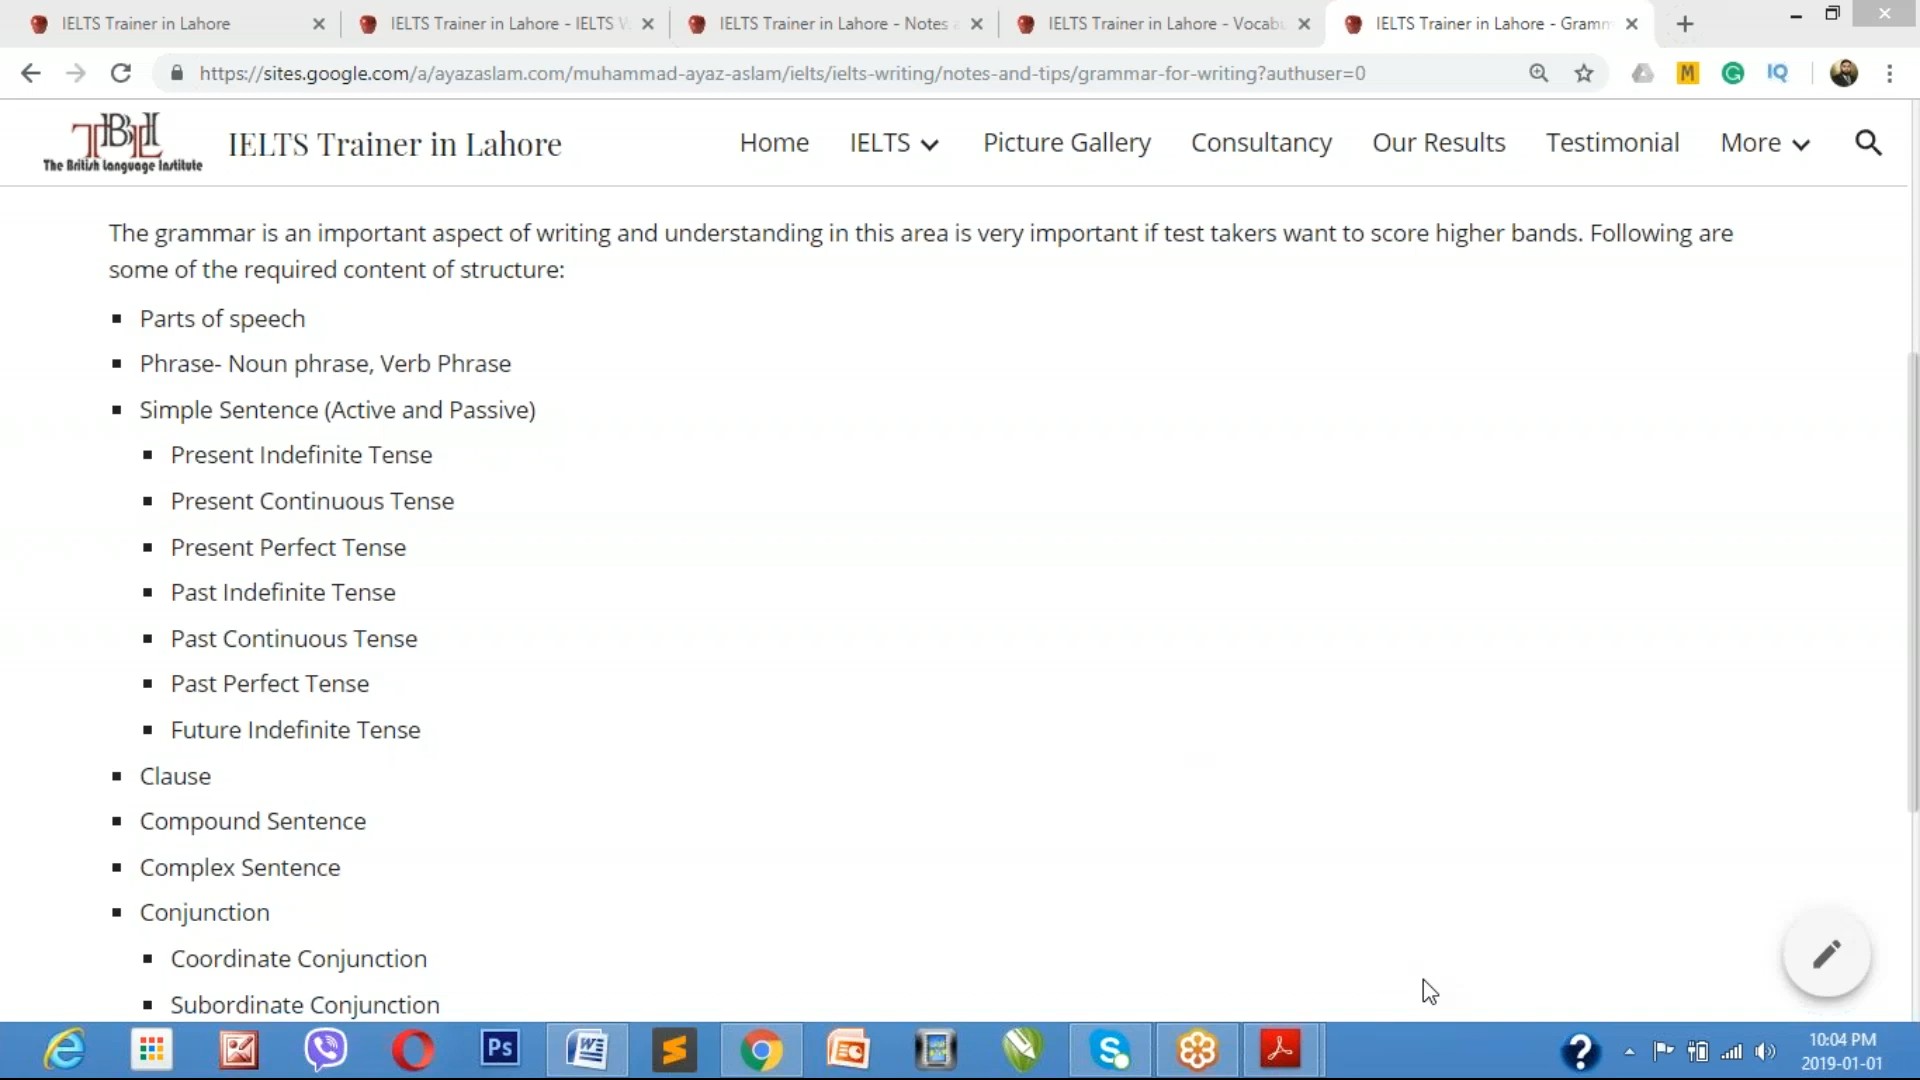 IELTS Trainer in Lahore
IELTS Trainer in Lahore - IELTS
IELTS Trainer in Lahore - Notes
IELTS Trainer in Lahore - Vocabu
IELTS Trainer in Lahore - Gramm
https://sites.google.com/a/ayazaslam.com/muhammad-ayaz-aslam/ielts/ielts-writing/notes-and-tips/grammar-for-writing?authuser=0
M
IQ
TBLI
The British Language Institute
IELTS Trainer in Lahore
Home
IELTS
Picture Gallery
Consultancy
Our Results
Testimonial
More
The grammar is an important aspect of writing and understanding in this area is very important if test takers want to score higher bands. Following are
some of the required content of structure:
Parts of speech
Phrase- Noun phrase, Verb Phrase
Simple Sentence (Active and Passive)
Present Indefinite Tense
Present Continuous Tense
Present Perfect Tense
Past Indefinite Tense
Past Continuous Tense
Past Perfect Tense
Future Indefinite Tense
Clause
Compound Sentence
Complex Sentence
Conjunction
Coordinate Conjunction
Subordinate Conjunction
Ps
10:04 PM
2019-01-01